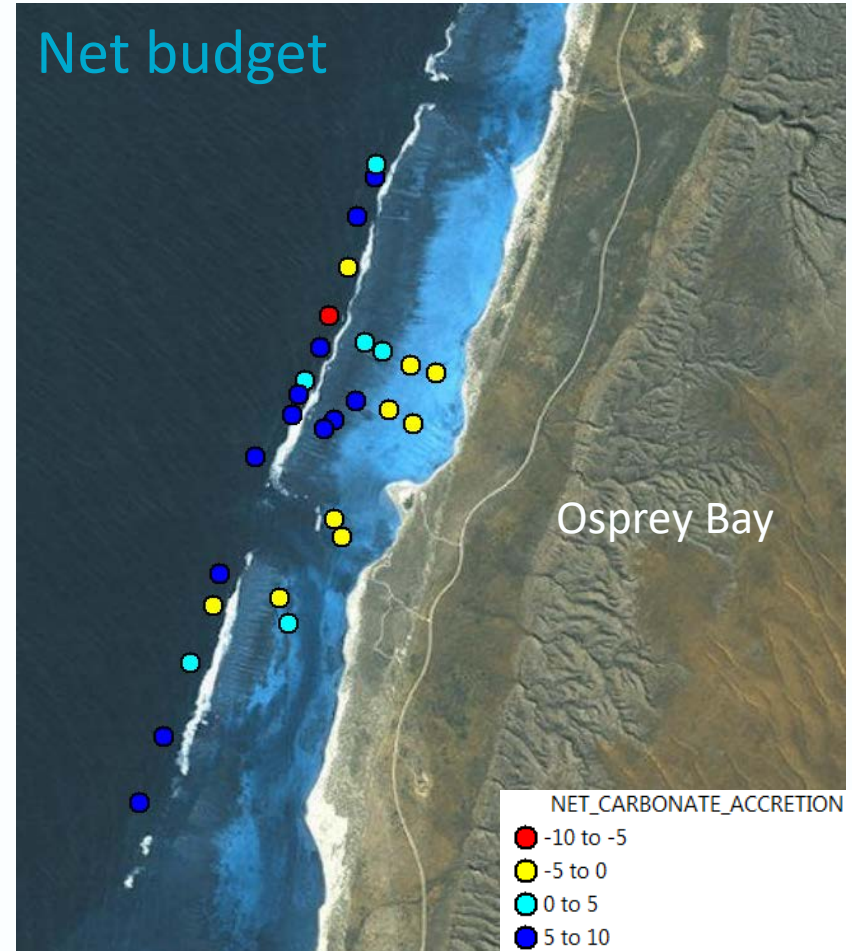 Net budget
Osprey Bay
NET_CARBONATE_ACCRETION
-10 to -5
-5 to 0
0 to 5
5 to 10